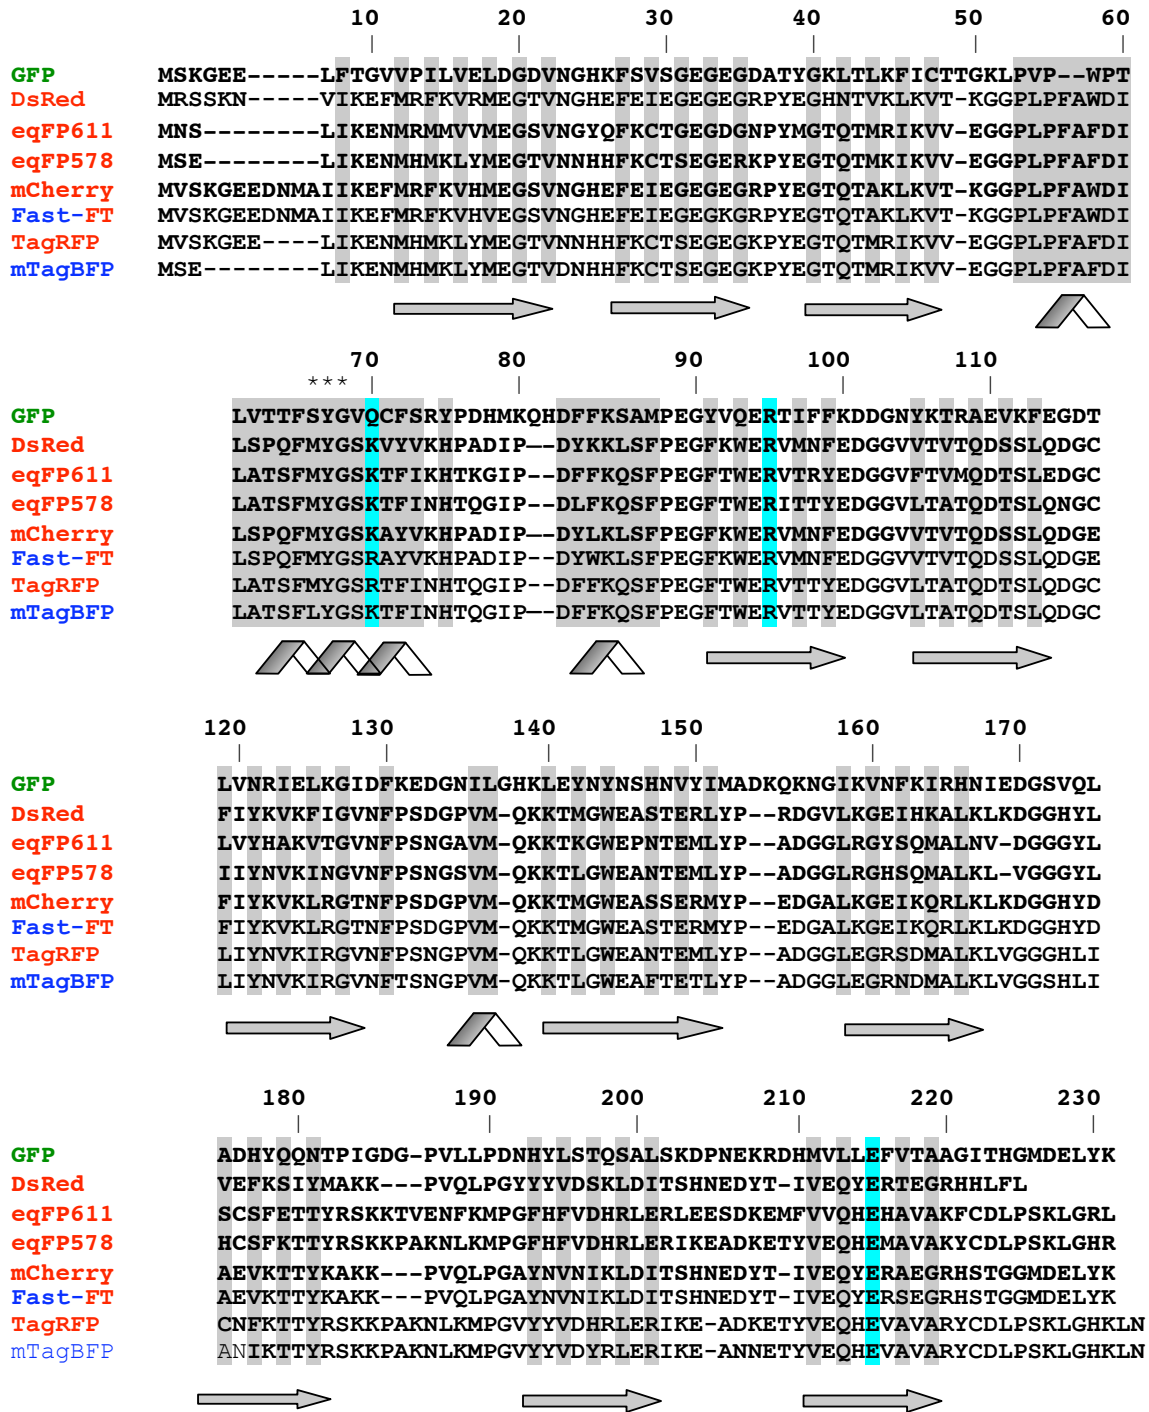 10 20 30 40 50 60
GFP MSKGEE-----LFTGVVPILVELDGDVNGHKFSVSGEGEGDATYGKLTLKFICTTGKLPVP--WPT
DsRed MRSSKN-----VIKEFMRFKVRMEGTVNGHEFEIEGEGEGRPYEGHNTVKLKVT-KGGPLPFAWDI
eqFP611 MNS--------LIKENMRMMVVMEGSVNGYQFKCTGEGDGNPYMGTQTMRIKVV-EGGPLPFAFDI
eqFP578 MSE--------LIKENMHMKLYMEGTVNNHHFKCTSEGERKPYEGTQTMKIKVV-EGGPLPFAFDI
mCherry MVSKGEEDNMAIIKEFMRFKVHMEGSVNGHEFEIEGEGEGRPYEGTQTAKLKVT-KGGPLPFAWDI
Fast-FT MVSKGEEDNMAIIKEFMRFKVHVEGSVNGHEFEIEGEGKGRPYEGTQTAKLKVT-KGGPLPFAWDI
TagRFP MVSKGEE----LIKENMHMKLYMEGTVNNHHFKCTSEGEGKPYEGTQTMRIKVV-EGGPLPFAFDI
mTagBFP MSE--------LIKENMHMKLYMEGTVDNHHFKCTSEGEGKPYEGTQTMRIKVV-EGGPLPFAFDI
70 80 90 100 110
***
GFP LVTTFSYGVQCFSRYPDHMKQHDFFKSAMPEGYVQERTIFFKDDGNYKTRAEVKFEGDT
DsRed LSPQFMYGSKVYVKHPADIP--DYKKLSFPEGFKWERVMNFEDGGVVTVTQDSSLQDGC
eqFP611 LATSFMYGSKTFIKHTKGIP--DFFKQSFPEGFTWERVTRYEDGGVFTVMQDTSLEDGC
eqFP578 LATSFMYGSKTFINHTQGIP--DLFKQSFPEGFTWERITTYEDGGVLTATQDTSLQNGC
mCherry LSPQFMYGSKAYVKHPADIP--DYLKLSFPEGFKWERVMNFEDGGVVTVTQDSSLQDGE
Fast-FT LSPQFMYGSRAYVKHPADIP--DYWKLSFPEGFKWERVMNFEDGGVVTVTQDSSLQDGE
TagRFP LATSFMYGSRTFINHTQGIP--DFFKQSFPEGFTWERVTTYEDGGVLTATQDTSLQDGC
mTagBFP LATSFLYGSKTFINHTQGIP--DFFKQSFPEGFTWERVTTYEDGGVLTATQDTSLQDGC
120 130 140 150 160 170
GFP LVNRIELKGIDFKEDGNILGHKLEYNYNSHNVYIMADKQKNGIKVNFKIRHNIEDGSVQL
DsRed FIYKVKFIGVNFPSDGPVM-QKKTMGWEASTERLYP--RDGVLKGEIHKALKLKDGGHYL
eqFP611 LVYHAKVTGVNFPSNGAVM-QKKTKGWEPNTEMLYP--ADGGLRGYSQMALNV-DGGGYL
eqFP578 IIYNVKINGVNFPSNGSVM-QKKTLGWEANTEMLYP--ADGGLRGHSQMALKL-VGGGYL
mCherry FIYKVKLRGTNFPSDGPVM-QKKTMGWEASSERMYP--EDGALKGEIKQRLKLKDGGHYD
Fast-FT FIYKVKLRGTNFPSDGPVM-QKKTMGWEASTERMYP--EDGALKGEIKQRLKLKDGGHYD
TagRFP LIYNVKIRGVNFPSNGPVM-QKKTLGWEANTEMLYP--ADGGLEGRSDMALKLVGGGHLI
mTagBFP LIYNVKIRGVNFTSNGPVM-QKKTLGWEAFTETLYP--ADGGLEGRNDMALKLVGGSHLI
180 190 200 210 220 230
GFP ADHYQQNTPIGDG-PVLLPDNHYLSTQSALSKDPNEKRDHMVLLEFVTAAGITHGMDELYK
DsRed VEFKSIYMAKK---PVQLPGYYYVDSKLDITSHNEDYT-IVEQYERTEGRHHLFL
eqFP611 SCSFETTYRSKKTVENFKMPGFHFVDHRLERLEESDKEMFVVQHEHAVAKFCDLPSKLGRL
eqFP578 HCSFKTTYRSKKPAKNLKMPGFHFVDHRLERIKEADKETYVEQHEMAVAKYCDLPSKLGHR
mCherry AEVKTTYKAKK---PVQLPGAYNVNIKLDITSHNEDYT-IVEQYERAEGRHSTGGMDELYK
Fast-FT AEVKTTYKAKK---PVQLPGAYNVNIKLDITSHNEDYT-IVEQYERSEGRHSTGGMDELYK
TagRFP CNFKTTYRSKKPAKNLKMPGVYYVDHRLERIKE-ADKETYVEQHEVAVARYCDLPSKLGHKLN
mTagBFP ANIKTTYRSKKPAKNLKMPGVYYVDYRLERIKE-ANNETYVEQHEVAVARYCDLPSKLGHKLN